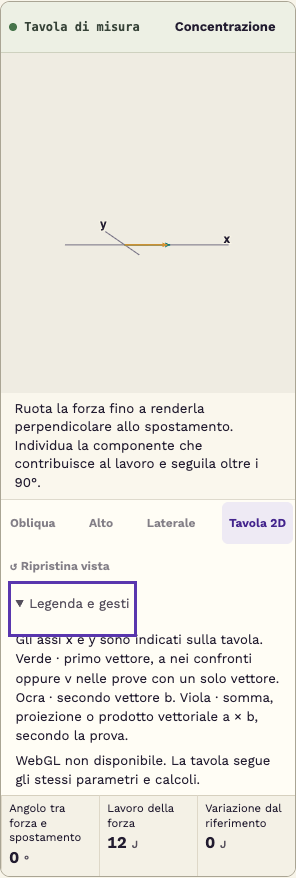 Tavola di misura Concentrazione
y
x
Ruota la forza fino a renderla
perpendicolare allo spostamento.
Individua la componente che
contribuisce al lavoro e seguila oltre i
90°.
Obliqua Alto Laterale Tavola 2D
↺ Ripristina vista
▼ Legenda e gesti
Gli assi x e y sono indicati sulla tavola.
Verde · primo vettore, a nei confronti
oppure v nelle prove con un solo vettore.
Ocra · secondo vettore b. Viola · somma,
proiezione o prodotto vettoriale a × b,
secondo la prova.
WebGL non disponibile. La tavola segue
gli stessi parametri e calcoli.
Angolo tra
forza e
spostamento
0 °
Lavoro della
forza
12 J
Variazione dal
riferimento
0 J